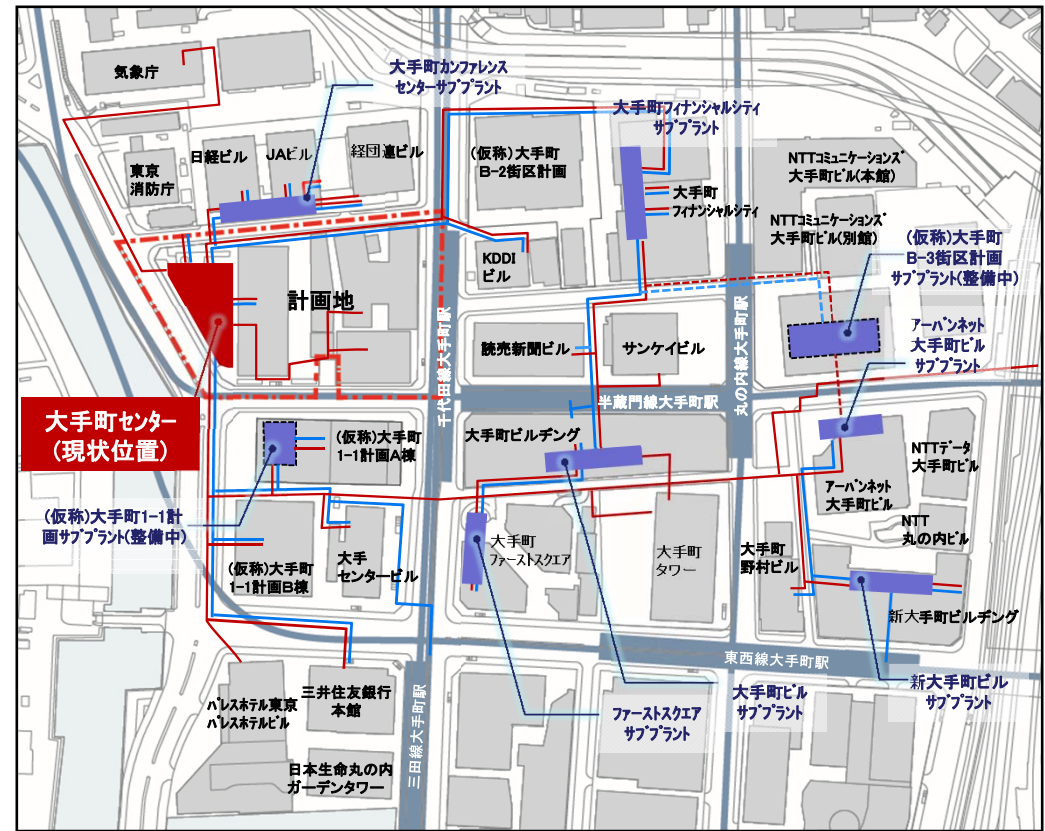 気象庁
大手町カンファレンス
センターサブプラント
大手町フィナンシャルシティ
サブプラント
東京
消防庁
日経ビル
JAビル
経団連ビル
(仮称)大手町
B-2街区計画
大手町
フィナンシャルシティ
NTTコミュニケーションズ
大手町ビル(本館)
NTTコミュニケーションズ
大手町ビル(別館)
(仮称)大手町
B-3街区計画
サブプラント(整備中)
KDDI
ビル
計画地
千代田線大手町駅
読売新聞ビル
サンケイビル
丸の内線大手町駅
アーバンネット
大手町ビル
サブプラント
半蔵門線大手町駅
大手町センター
(現状位置)
(仮称)大手町
1-1計画A棟
大手町ビルヂング
NTTデータ
大手町ビル
アーバンネット
大手町ビル
NTT
丸の内ビル
(仮称)大手町1-1計
画サブプラント(整備中)
(仮称)大手町
1-1計画B棟
大手
センタービル
大手町
ファーストスクエア
大手町
タワー
大手町
野村ビル
新大手町ビルヂング
東西線大手町駅
三田線大手町駅
パレスホテル東京
パレスホテルビル
三井住友銀行
本館
ファーストスクエア
サブプラント
大手町ビル
サブプラント
新大手町ビル
サブプラント
日本生命丸の内
ガーデンタワー